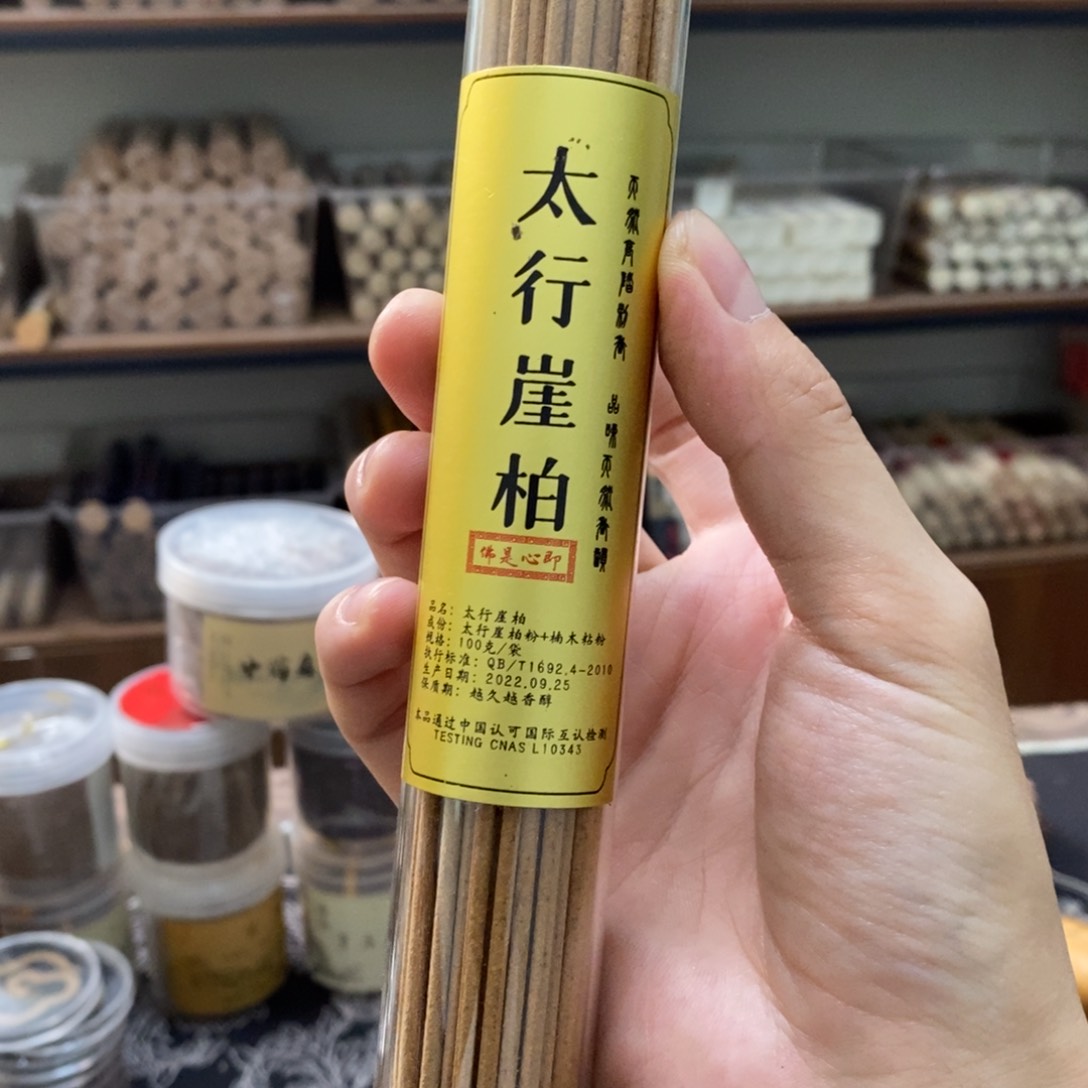 太行崖柏
佛是心即
品名：太行崖柏
成份：太行崖柏粉+楠木粘粉
规格：100克/袋
执行标准：QB/T1692.4-2010
生产日期：2022.09.25
保质期：越久越香醇
本品通过中国认可国际互认检测
TESTING CNAS L10343